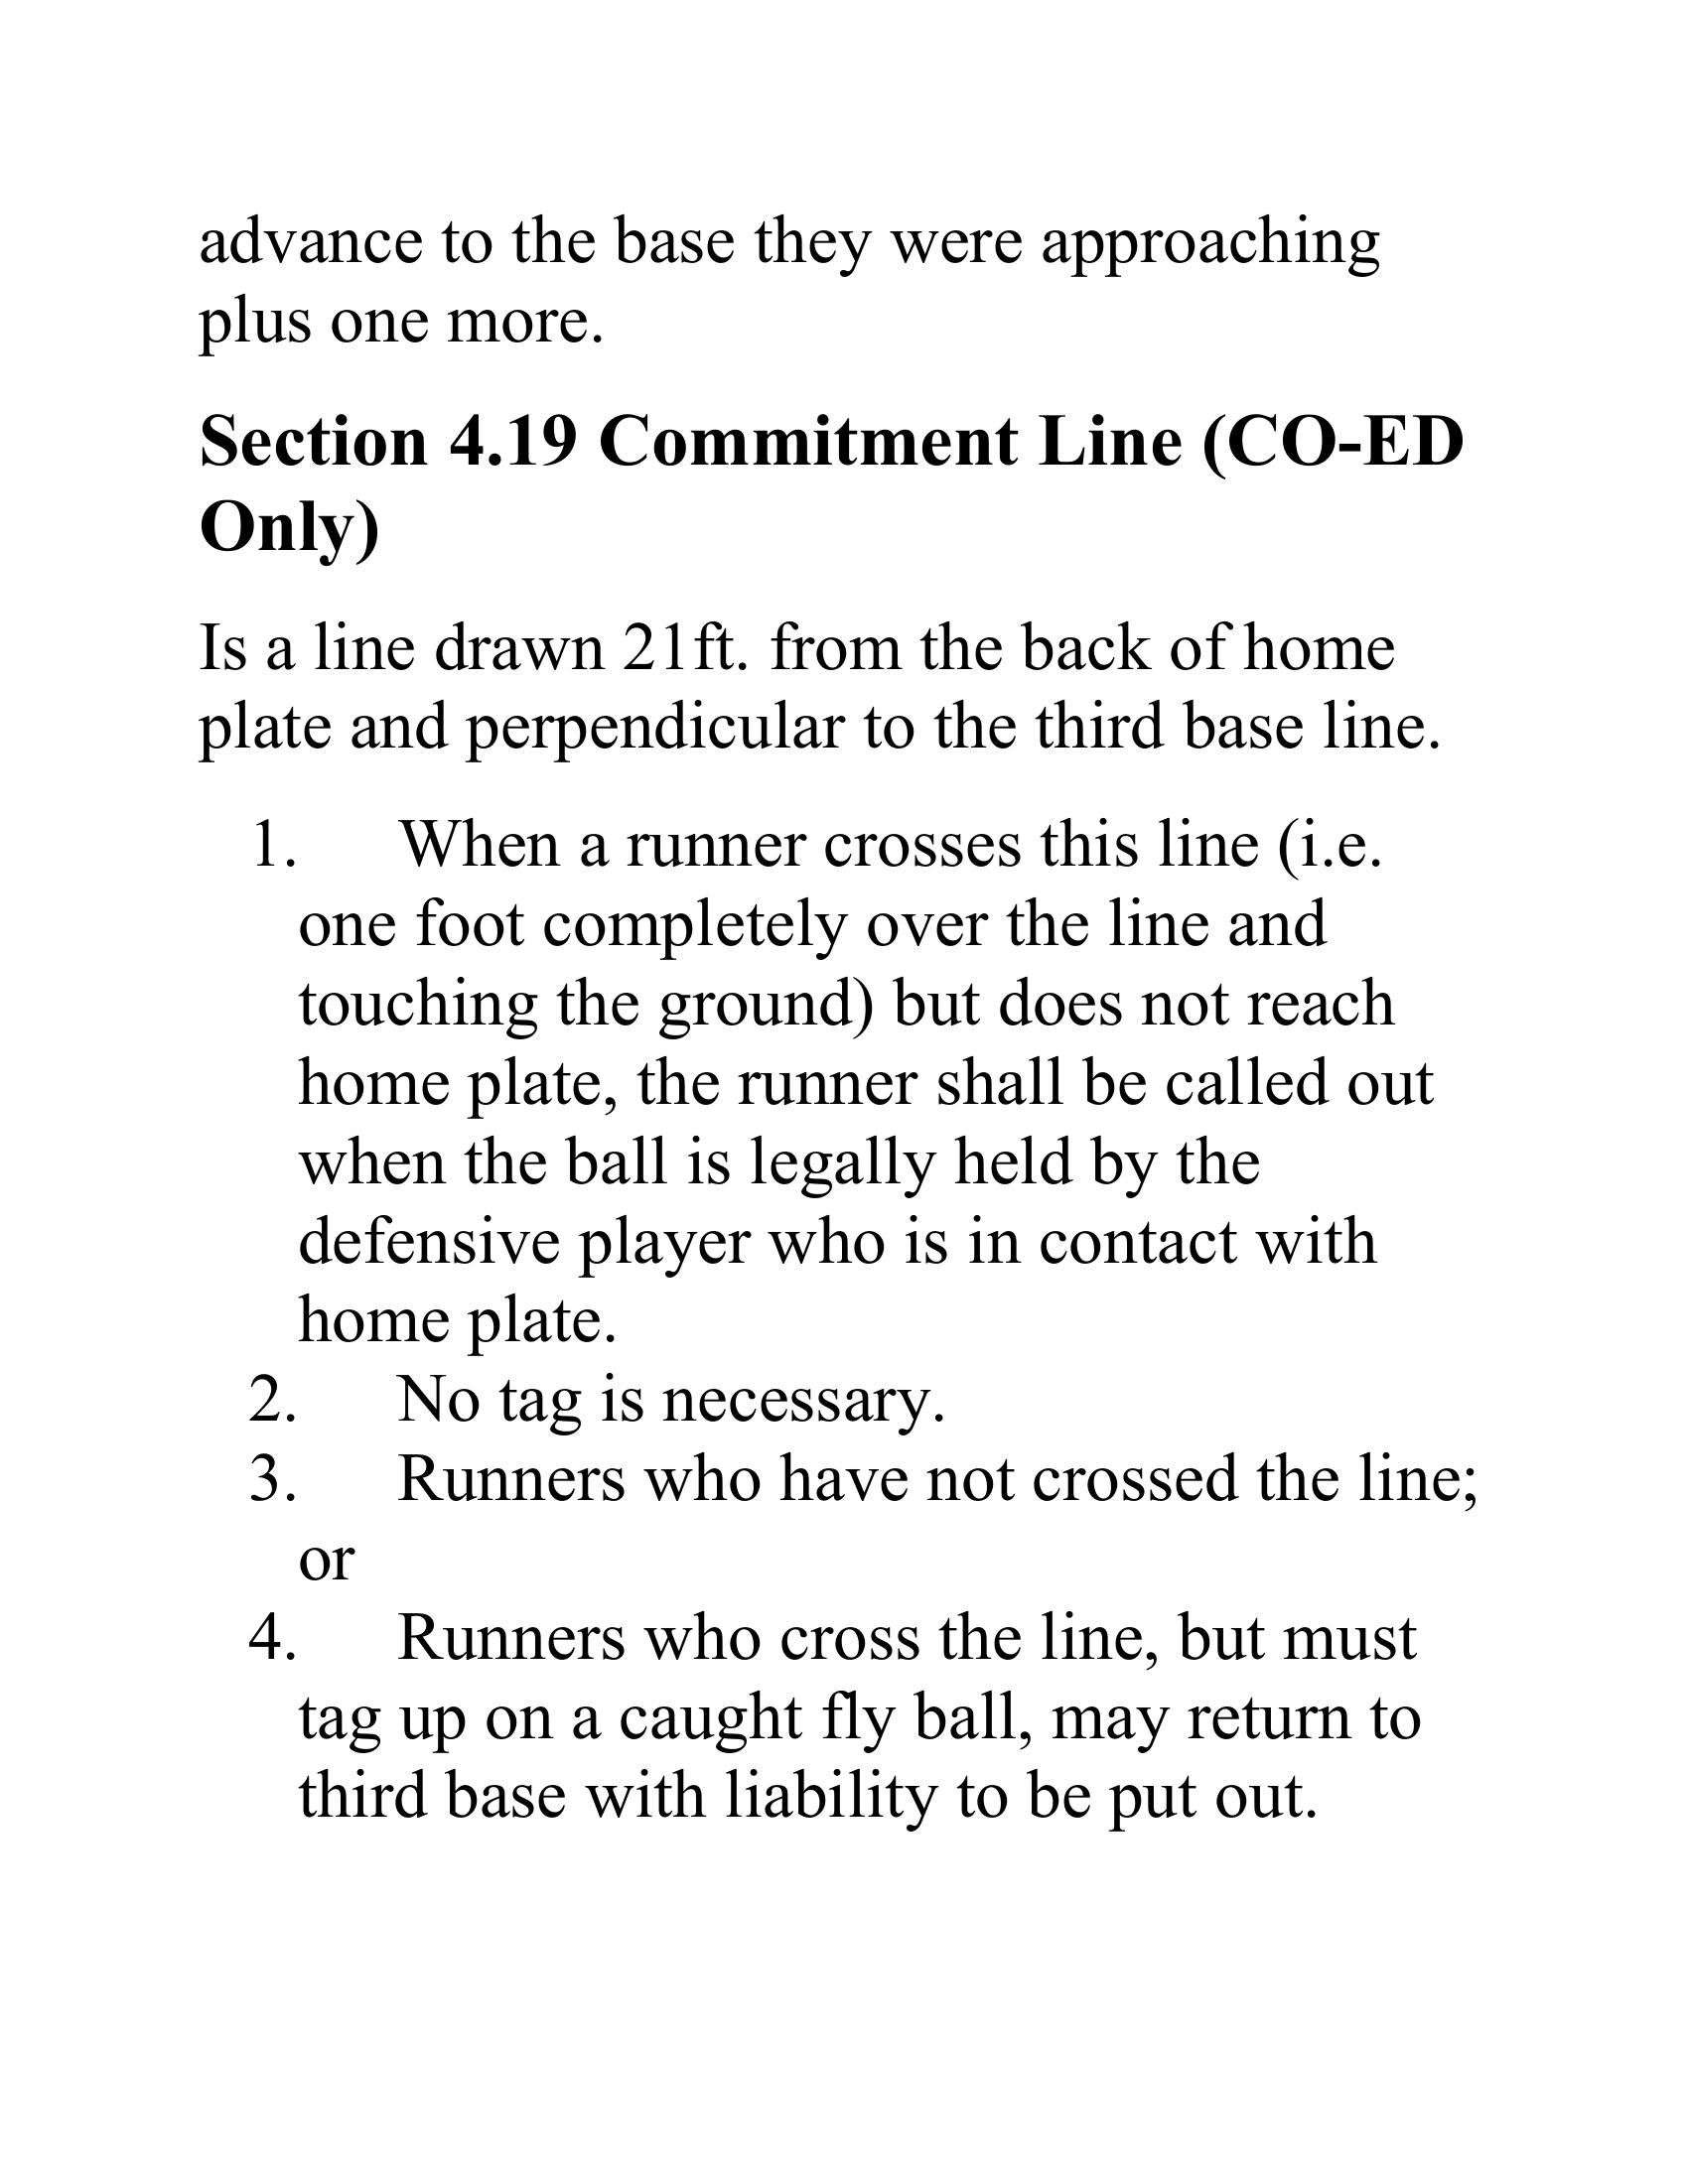 advance to the base they were approaching
plus one more.
Section 4.19 Commitment Line (CO-ED
Only)
Is a line drawn 21ft. from the back of home
plate and perpendicular to the third base line.
1. When a runner crosses this line (i.e.
one foot completely over the line and
touching the ground) but does not reach
home plate, the runner shall be called out
when the ball is legally held by the
defensive player who is in contact with
home plate.
2. No tag is necessary.
3. Runners who have not crossed the line;
or
4. Runners who cross the line, but must
tag up on a caught fly ball, may return to
third base with liability to be put out.